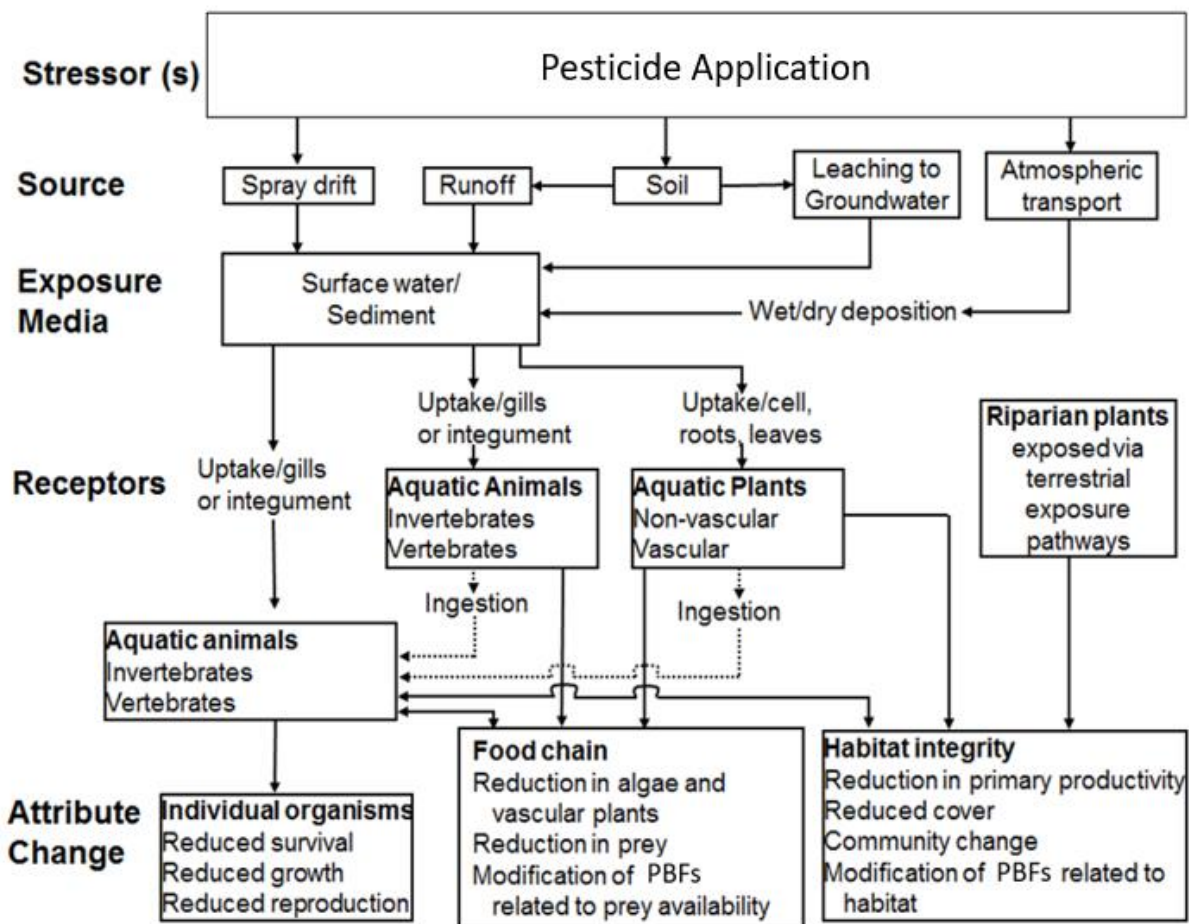 Stressor (s)
Pesticide Application
Source
Spray drift
Runoff
Soil
Leaching to
Groundwater
Atmospheric
transport
Exposure
Media
Surface water/
Sediment
Wet/dry deposition
Receptors
Uptake/gills
or integument
Uptake/gills
or integument
Uptake/cell,
roots, leaves
Riparian plants
exposed via
terrestrial
exposure
pathways
Aquatic Animals
Invertebrates
Vertebrates
Aquatic Plants
Non-vascular
Vascular
Ingestion
Ingestion
Aquatic animals
Invertebrates
Vertebrates
Attribute
Change
Individual organisms
Reduced survival
Reduced growth
Reduced reproduction
Food chain
Reduction in algae and
vascular plants
Reduction in prey
Modification of PBFs
related to prey availability
Habitat integrity
Reduction in primary productivity
Reduced cover
Community change
Modification of PBFs related to
habitat